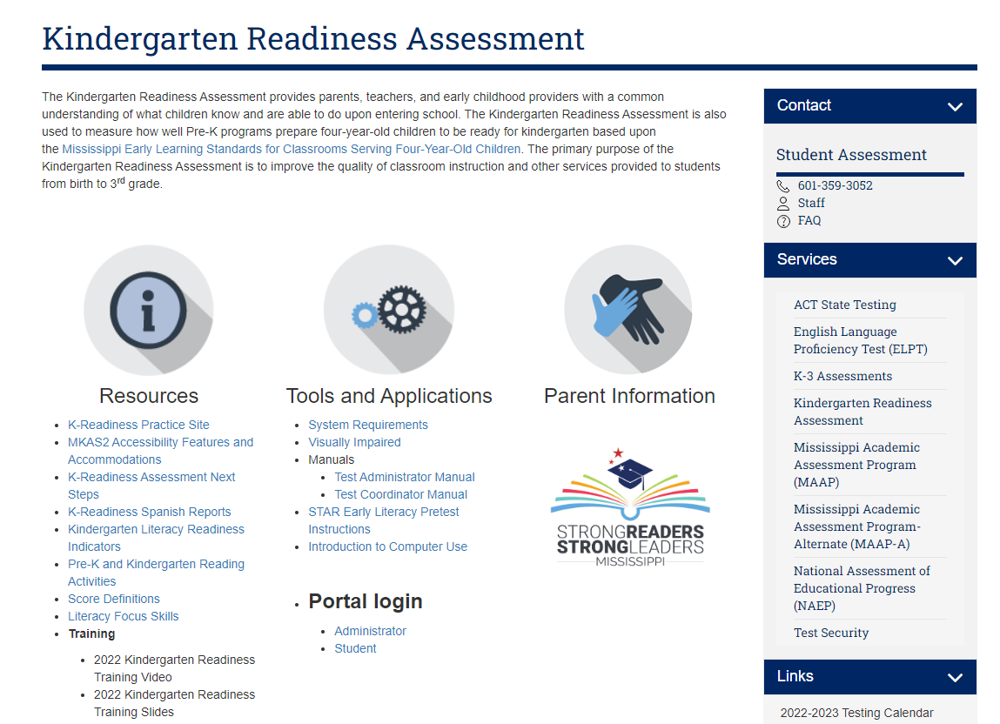 Kindergarten Readiness Assessment
The Kindergarten Readiness Assessment provides parents, teachers, and early childhood providers with a common
understanding of what children know and are able to do upon entering school. The Kindergarten Readiness Assessment is also
used to measure how well Pre-K programs prepare four-year-old children to be ready for kindergarten based upon
the Mississippi Early Learning Standards for Classrooms Serving Four-Year-Old Children. The primary purpose of the
Kindergarten Readiness Assessment is to improve the quality of classroom instruction and other services provided to students
from birth to 3rd grade.
Resources
K-Readiness Practice Site
MKAS2 Accessibility Features and
Accommodations
K-Readiness Assessment Next
Steps
K-Readiness Spanish Reports
Kindergarten Literacy Readiness
Indicators
Pre-K and Kindergarten Reading
Activities
Score Definitions
Literacy Focus Skills
Training
2022 Kindergarten Readiness
Training Video
2022 Kindergarten Readiness
Training Slides
Tools and Applications
System Requirements
Visually Impaired
Manuals
Test Administrator Manual
Test Coordinator Manual
STAR Early Literacy Pretest
Instructions
Introduction to Computer Use
Portal login
Administrator
Student
Parent Information
STRONGREADERS
STRONGLEADERS
MISSISSIPPI
Contact
Student Assessment
601-359-3052
Staff
FAQ
Services
ACT State Testing
English Language
Proficiency Test (ELPT)
K-3 Assessments
Kindergarten Readiness
Assessment
Mississippi Academic
Assessment Program
(MAAP)
Mississippi Academic
Assessment Program-
Alternate (MAAP-A)
National Assessment of
Educational Progress
(NAEP)
Test Security
Links
2022-2023 Testing Calendar